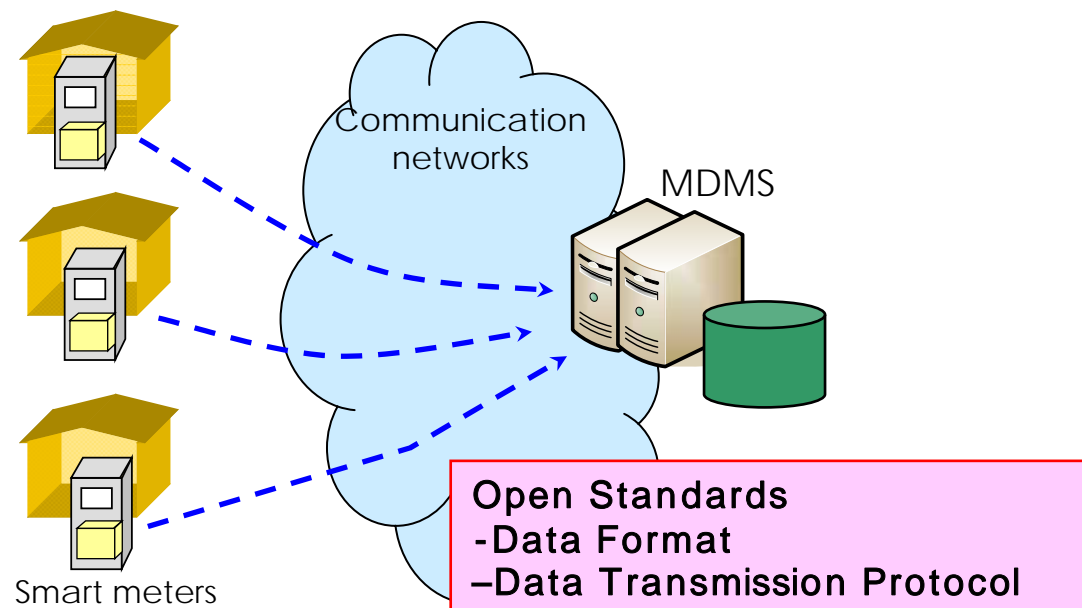 Communication
networks
MDMS
Open Standards
-Data Format
–Data Transmission Protocol
Smart meters